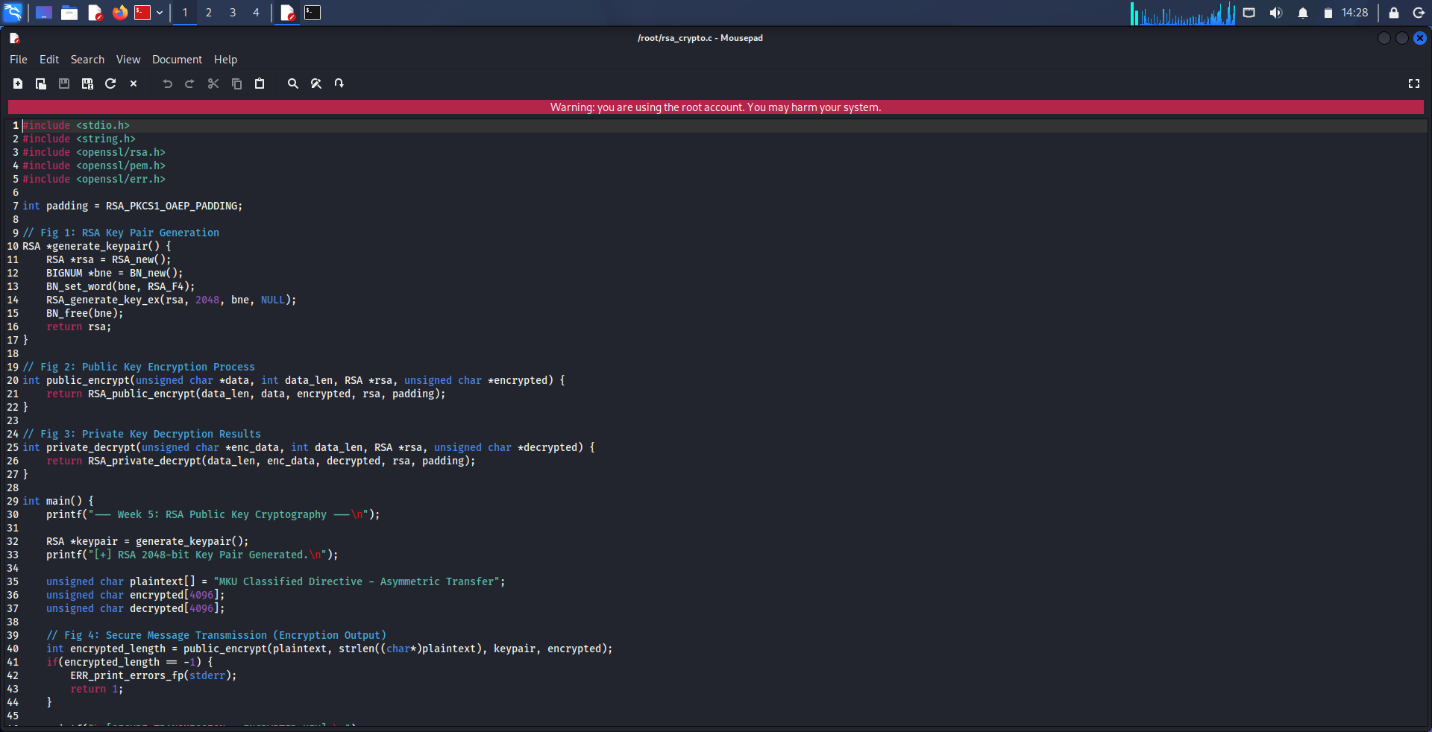 1 2 3 4 14:28
/root/rsa_crypto.c - Mousepad
File Edit Search View Document Help
Warning: you are using the root account. You may harm your system.
1 #include <stdio.h>
2 #include <string.h>
3 #include <openssl/rsa.h>
4 #include <openssl/pem.h>
5 #include <openssl/err.h>
6
7 int padding = RSA_PKCS1_OAEP_PADDING;
8
9 // Fig 1: RSA Key Pair Generation
10 RSA *generate_keypair() {
11     RSA *rsa = RSA_new();
12     BIGNUM *bne = BN_new();
13     BN_set_word(bne, RSA_F4);
14     RSA_generate_key_ex(rsa, 2048, bne, NULL);
15     BN_free(bne);
16     return rsa;
17 }
18
19 // Fig 2: Public Key Encryption Process
20 int public_encrypt(unsigned char *data, int data_len, RSA *rsa, unsigned char *encrypted) {
21     return RSA_public_encrypt(data_len, data, encrypted, rsa, padding);
22 }
23
24 // Fig 3: Private Key Decryption Results
25 int private_decrypt(unsigned char *enc_data, int data_len, RSA *rsa, unsigned char *decrypted) {
26     return RSA_private_decrypt(data_len, enc_data, decrypted, rsa, padding);
27 }
28
29 int main() {
30     printf("--- Week 5: RSA Public Key Cryptography ---\n");
31
32     RSA *keypair = generate_keypair();
33     printf("[+] RSA 2048-bit Key Pair Generated.\n");
34
35     unsigned char plaintext[] = "MKU Classified Directive - Asymmetric Transfer";
36     unsigned char encrypted[4096];
37     unsigned char decrypted[4096];
38
39     // Fig 4: Secure Message Transmission (Encryption Output)
40     int encrypted_length = public_encrypt(plaintext, strlen((char*)plaintext), keypair, encrypted);
41     if(encrypted_length == -1) {
42         ERR_print_errors_fp(stderr);
43         return 1;
44     }
45